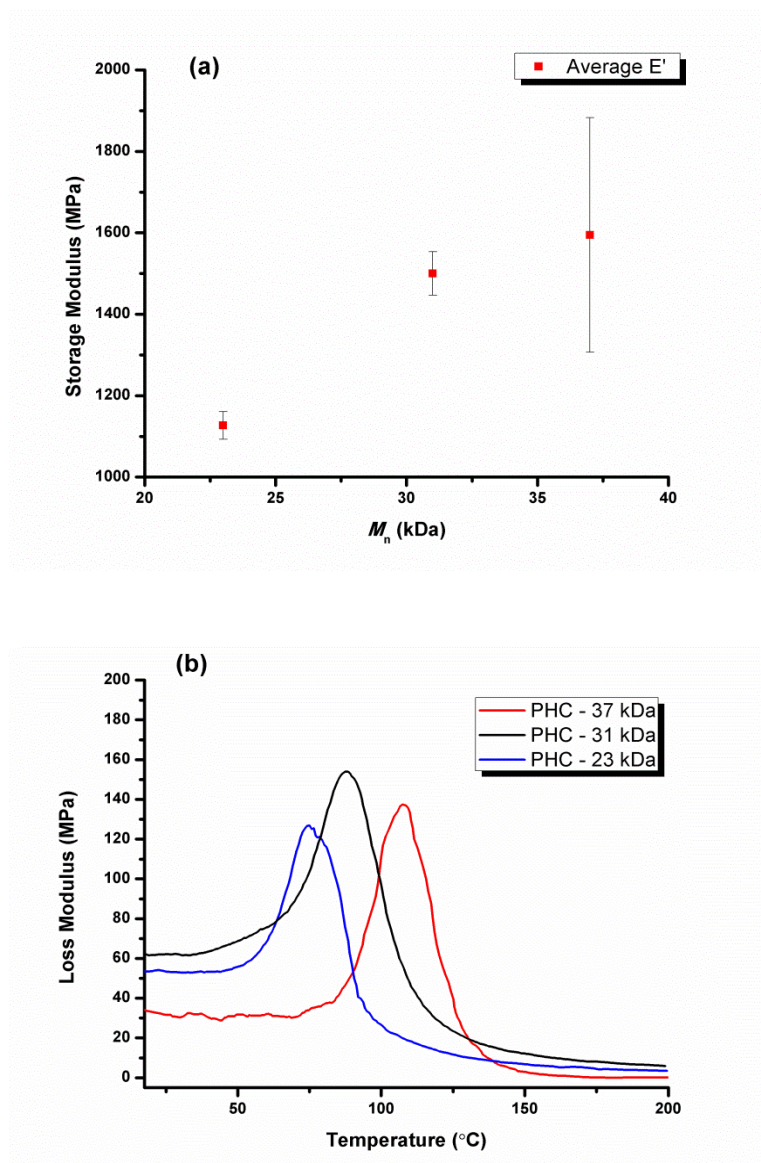 (a)
Average E'
Storage Modulus (MPa)
2000
1800
1600
1400
1200
1000
20
25
30
35
40
Mn (kDa)
(b)
PHC - 37 kDa
PHC - 31 kDa
PHC - 23 kDa
Loss Modulus (MPa)
200
180
160
140
120
100
80
60
40
20
0
50
100
150
200
Temperature (°C)